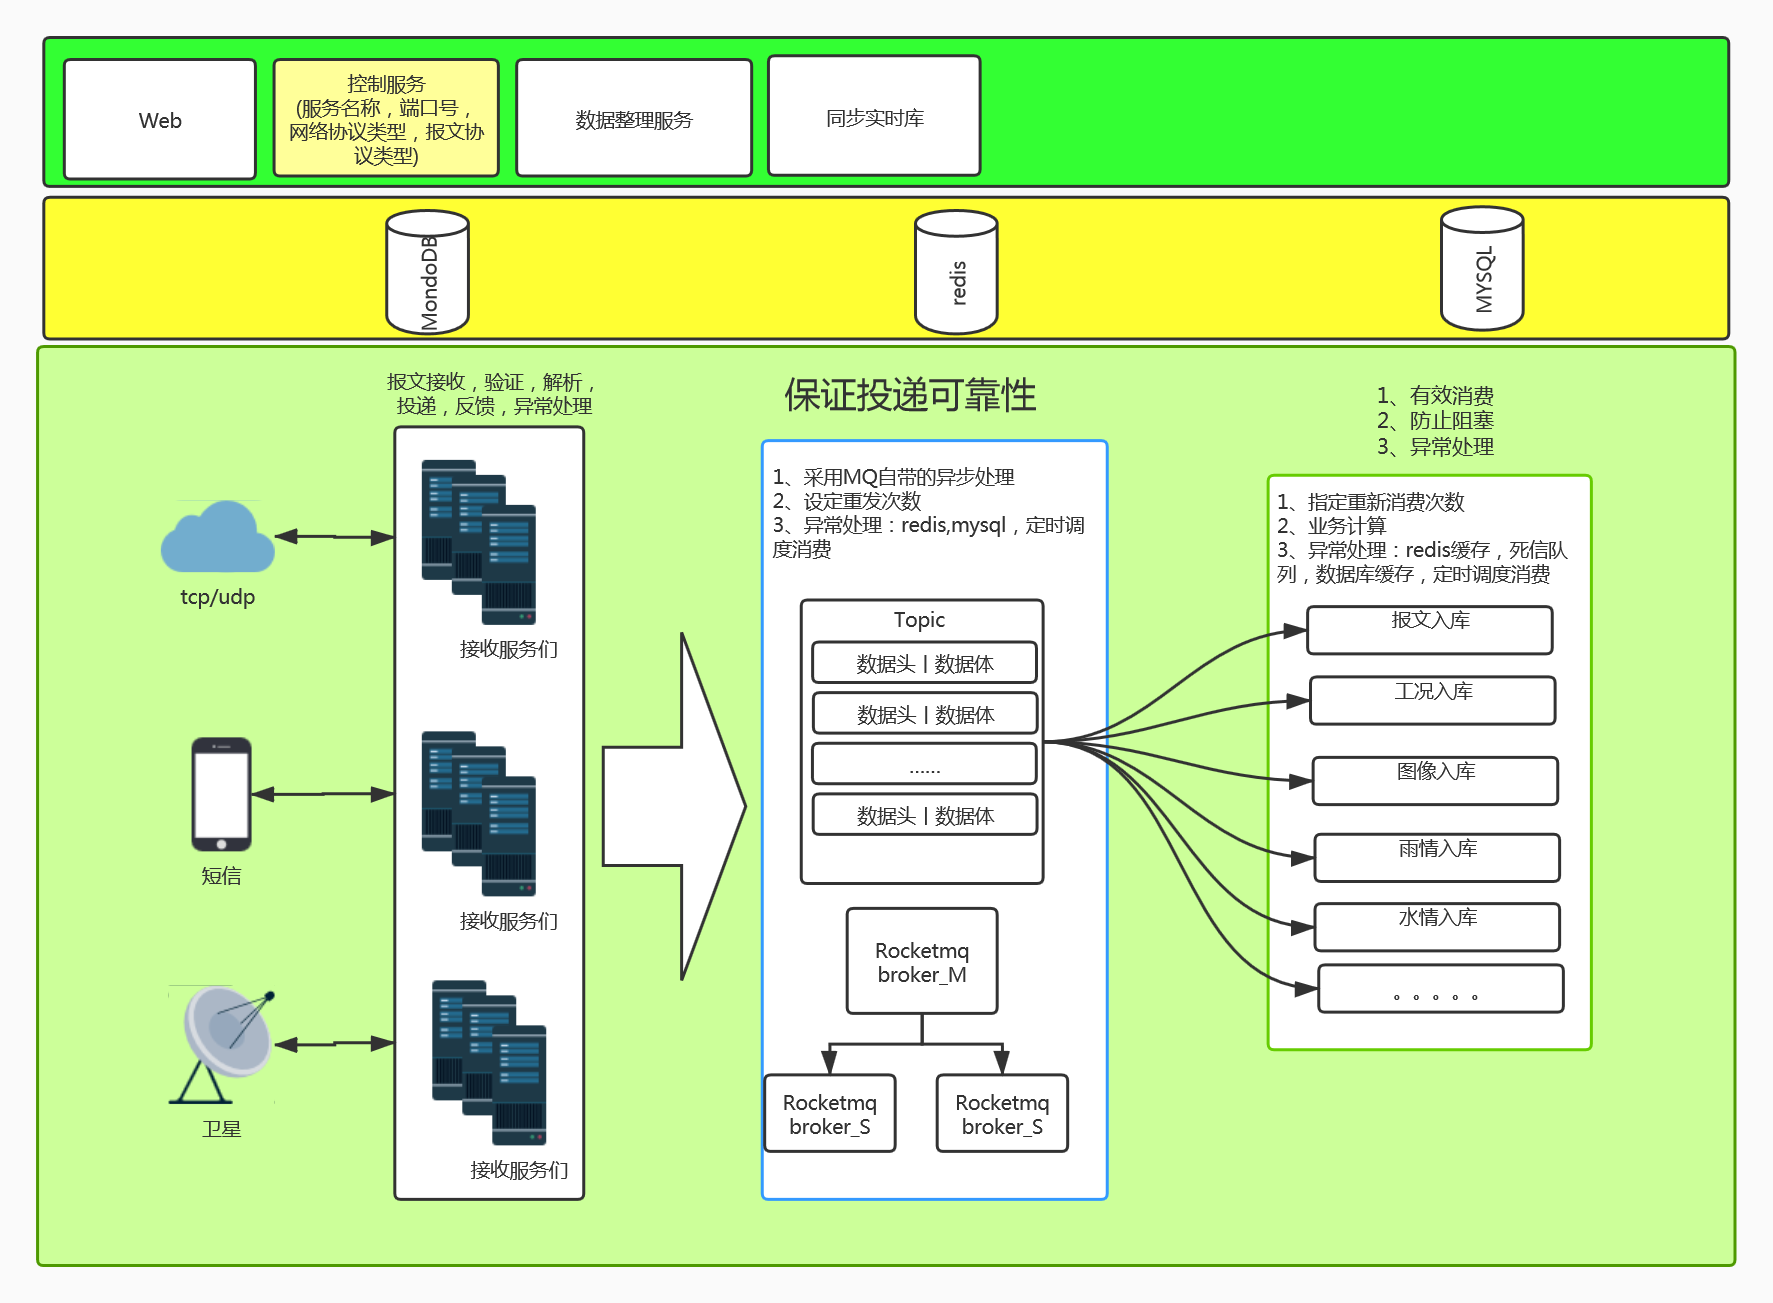 Web
控制服务
(服务名称，端口号，
网络协议类型，报文协
议类型)
数据整理服务
同步实时库
MondoDB
redis
MYSQL
报文接收，验证，解析，
投递，反馈，异常处理
tcp/udp
接收服务们
短信
接收服务们
卫星
接收服务们
保证投递可靠性
1、采用MQ自带的异步处理
2、设定重发次数
3、异常处理：redis,mysql，定时调
度消费
Topic
数据头丨数据体
数据头丨数据体
......
数据头丨数据体
Rocketmq
broker_M
Rocketmq
broker_S
Rocketmq
broker_S
1、有效消费
2、防止阻塞
3、异常处理
1、指定重新消费次数
2、业务计算
3、异常处理：redis缓存，死信队
列，数据库缓存，定时调度消费
报文入库
工况入库
图像入库
雨情入库
水情入库
。。。。。